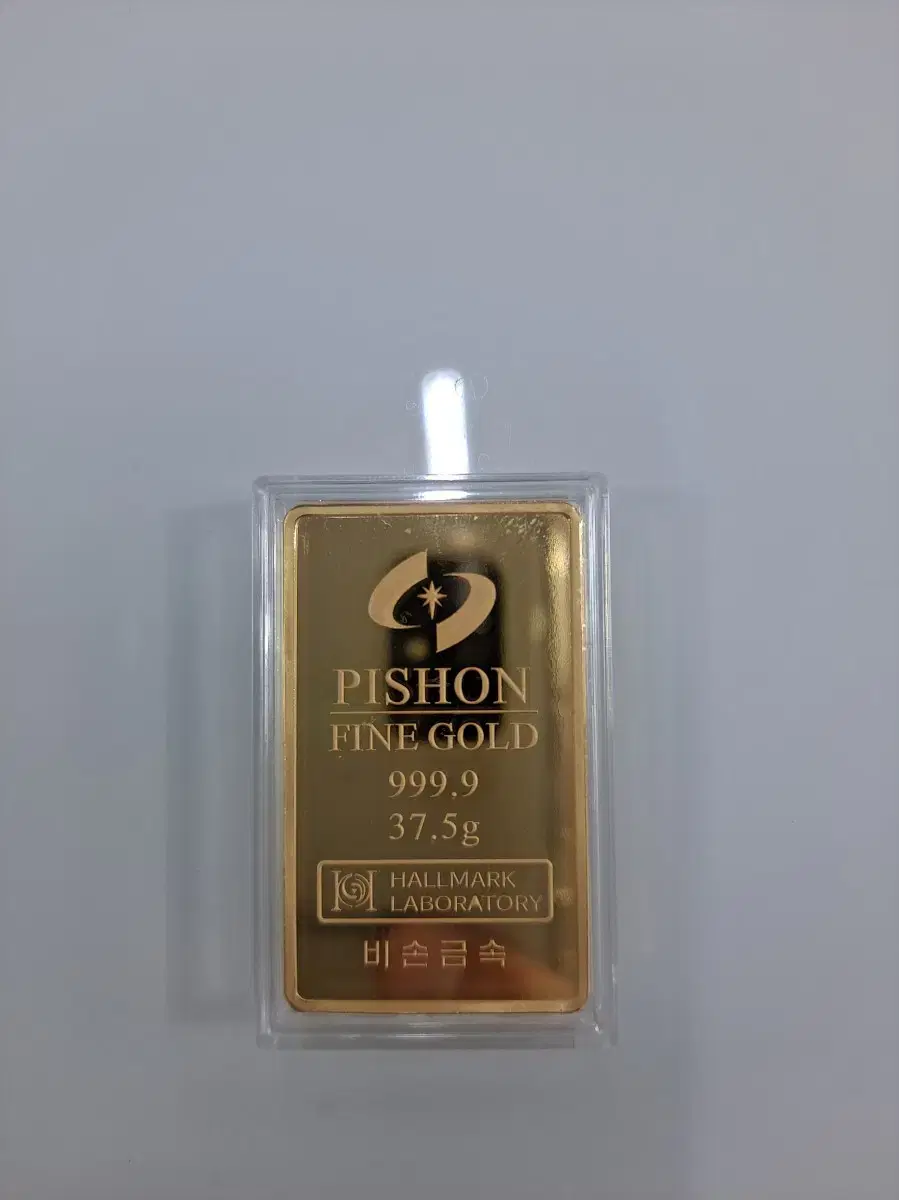 PISHON
FINE GOLD
999.9
37.5g
HALLMARK
LABORATORY
비손금속